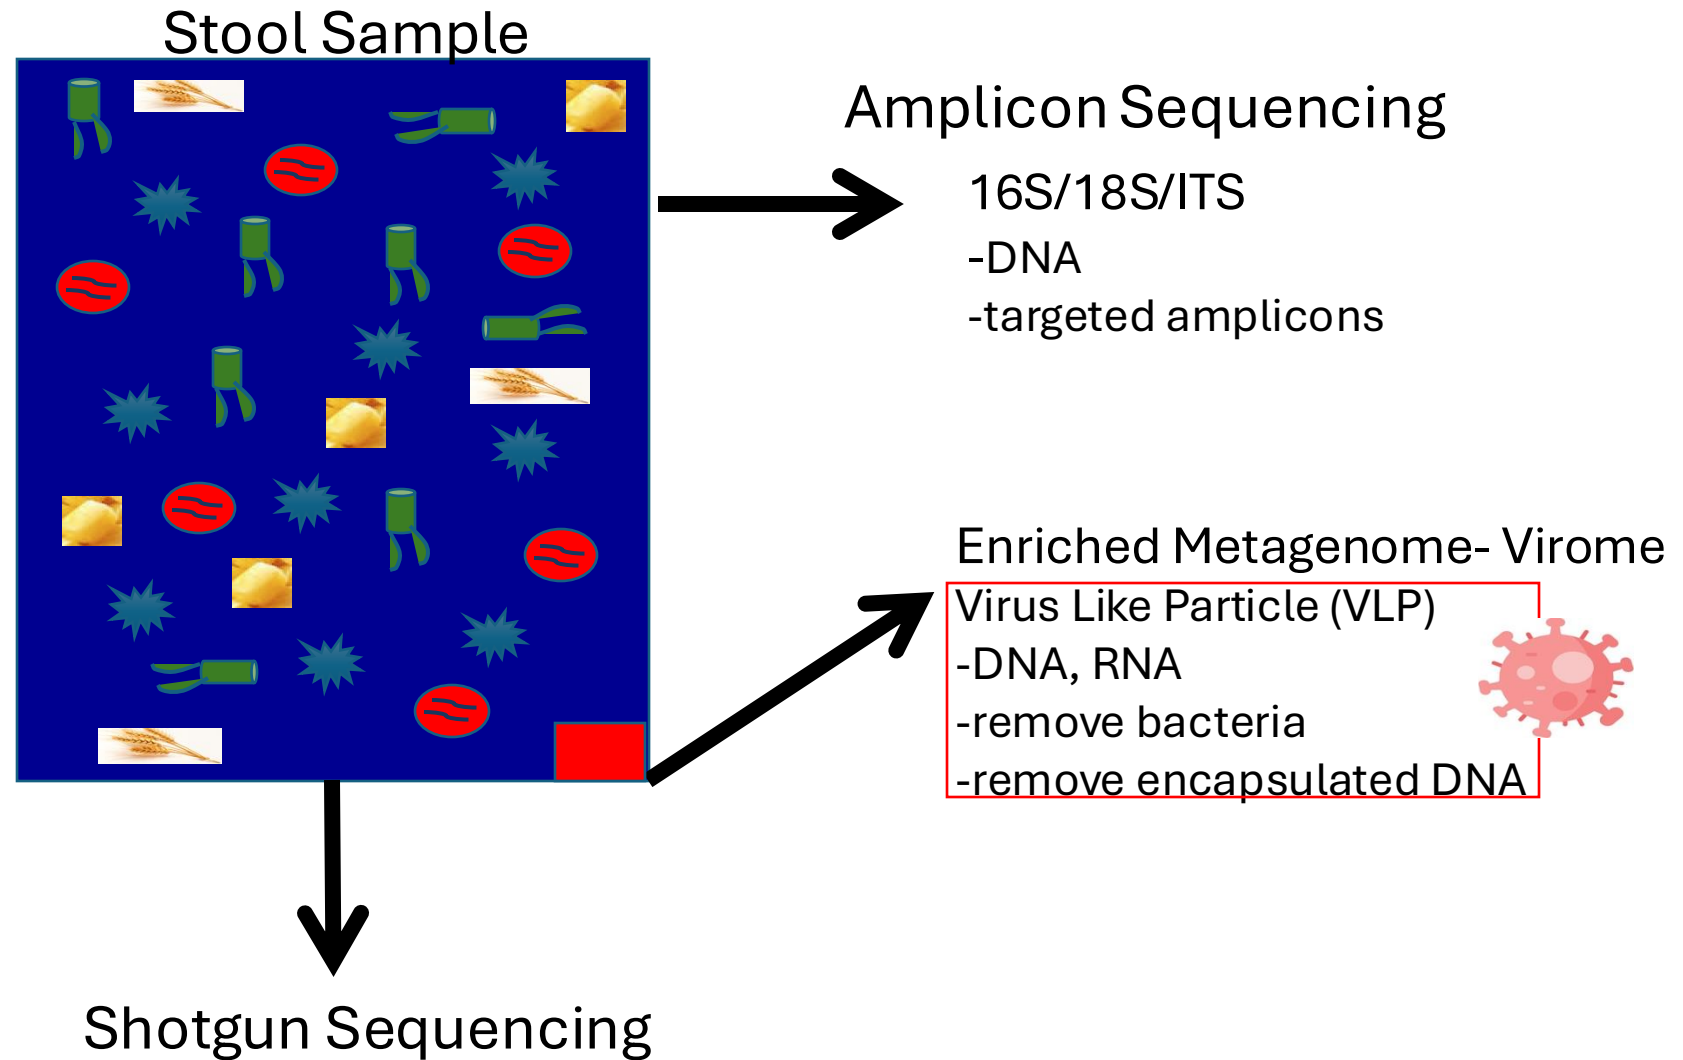 Stool Sample
Amplicon Sequencing
16S/18S/ITS
-DNA
-targeted amplicons
Enriched Metagenome- Virome
Virus Like Particle (VLP)
-DNA, RNA
-remove bacteria
-remove encapsulated DNA
Shotgun Sequencing